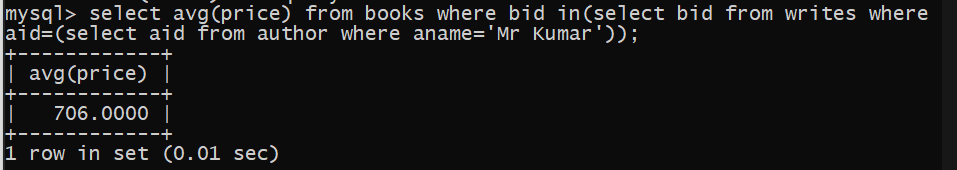 mysql> select avg(price) from books where bid in(select bid from writes where
aid=(select aid from author where aname='Mr Kumar'));
+------------+
| avg(price) |
+------------+
|   706.0000 |
+------------+
1 row in set (0.01 sec)